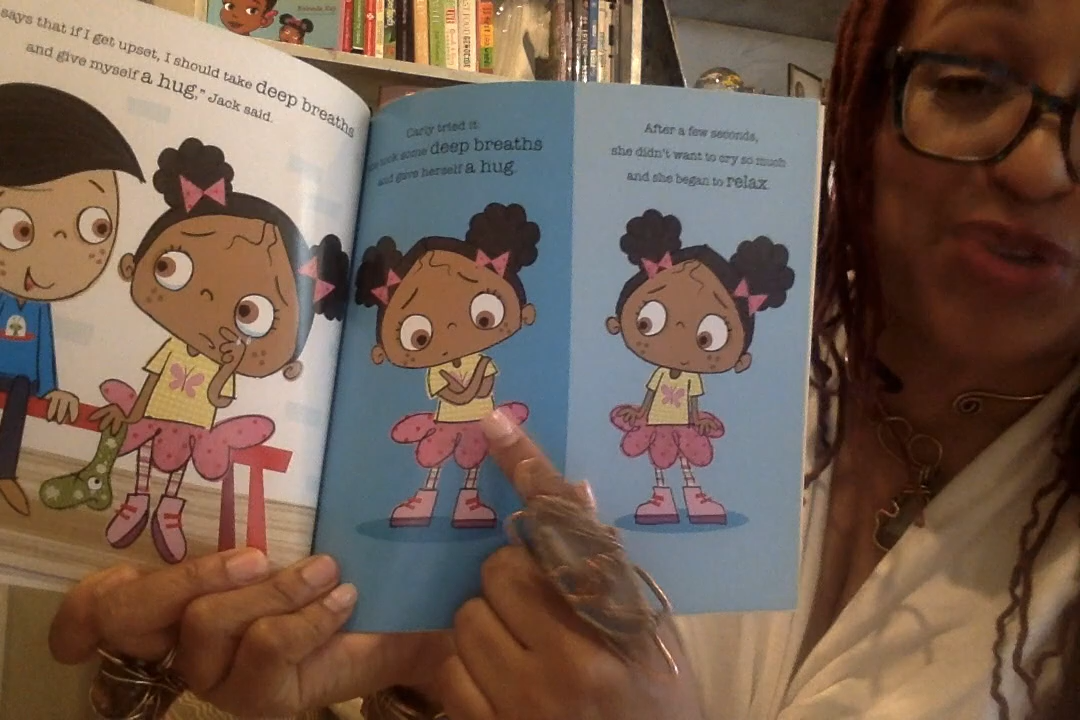 says that if I get upset, I should take deep breaths
and give myself a hug," Jack said.
Carly tried it.
took some deep breaths
and gave herself a hug.
After a few seconds,
she didn't want to cry so much
and she began to relax.